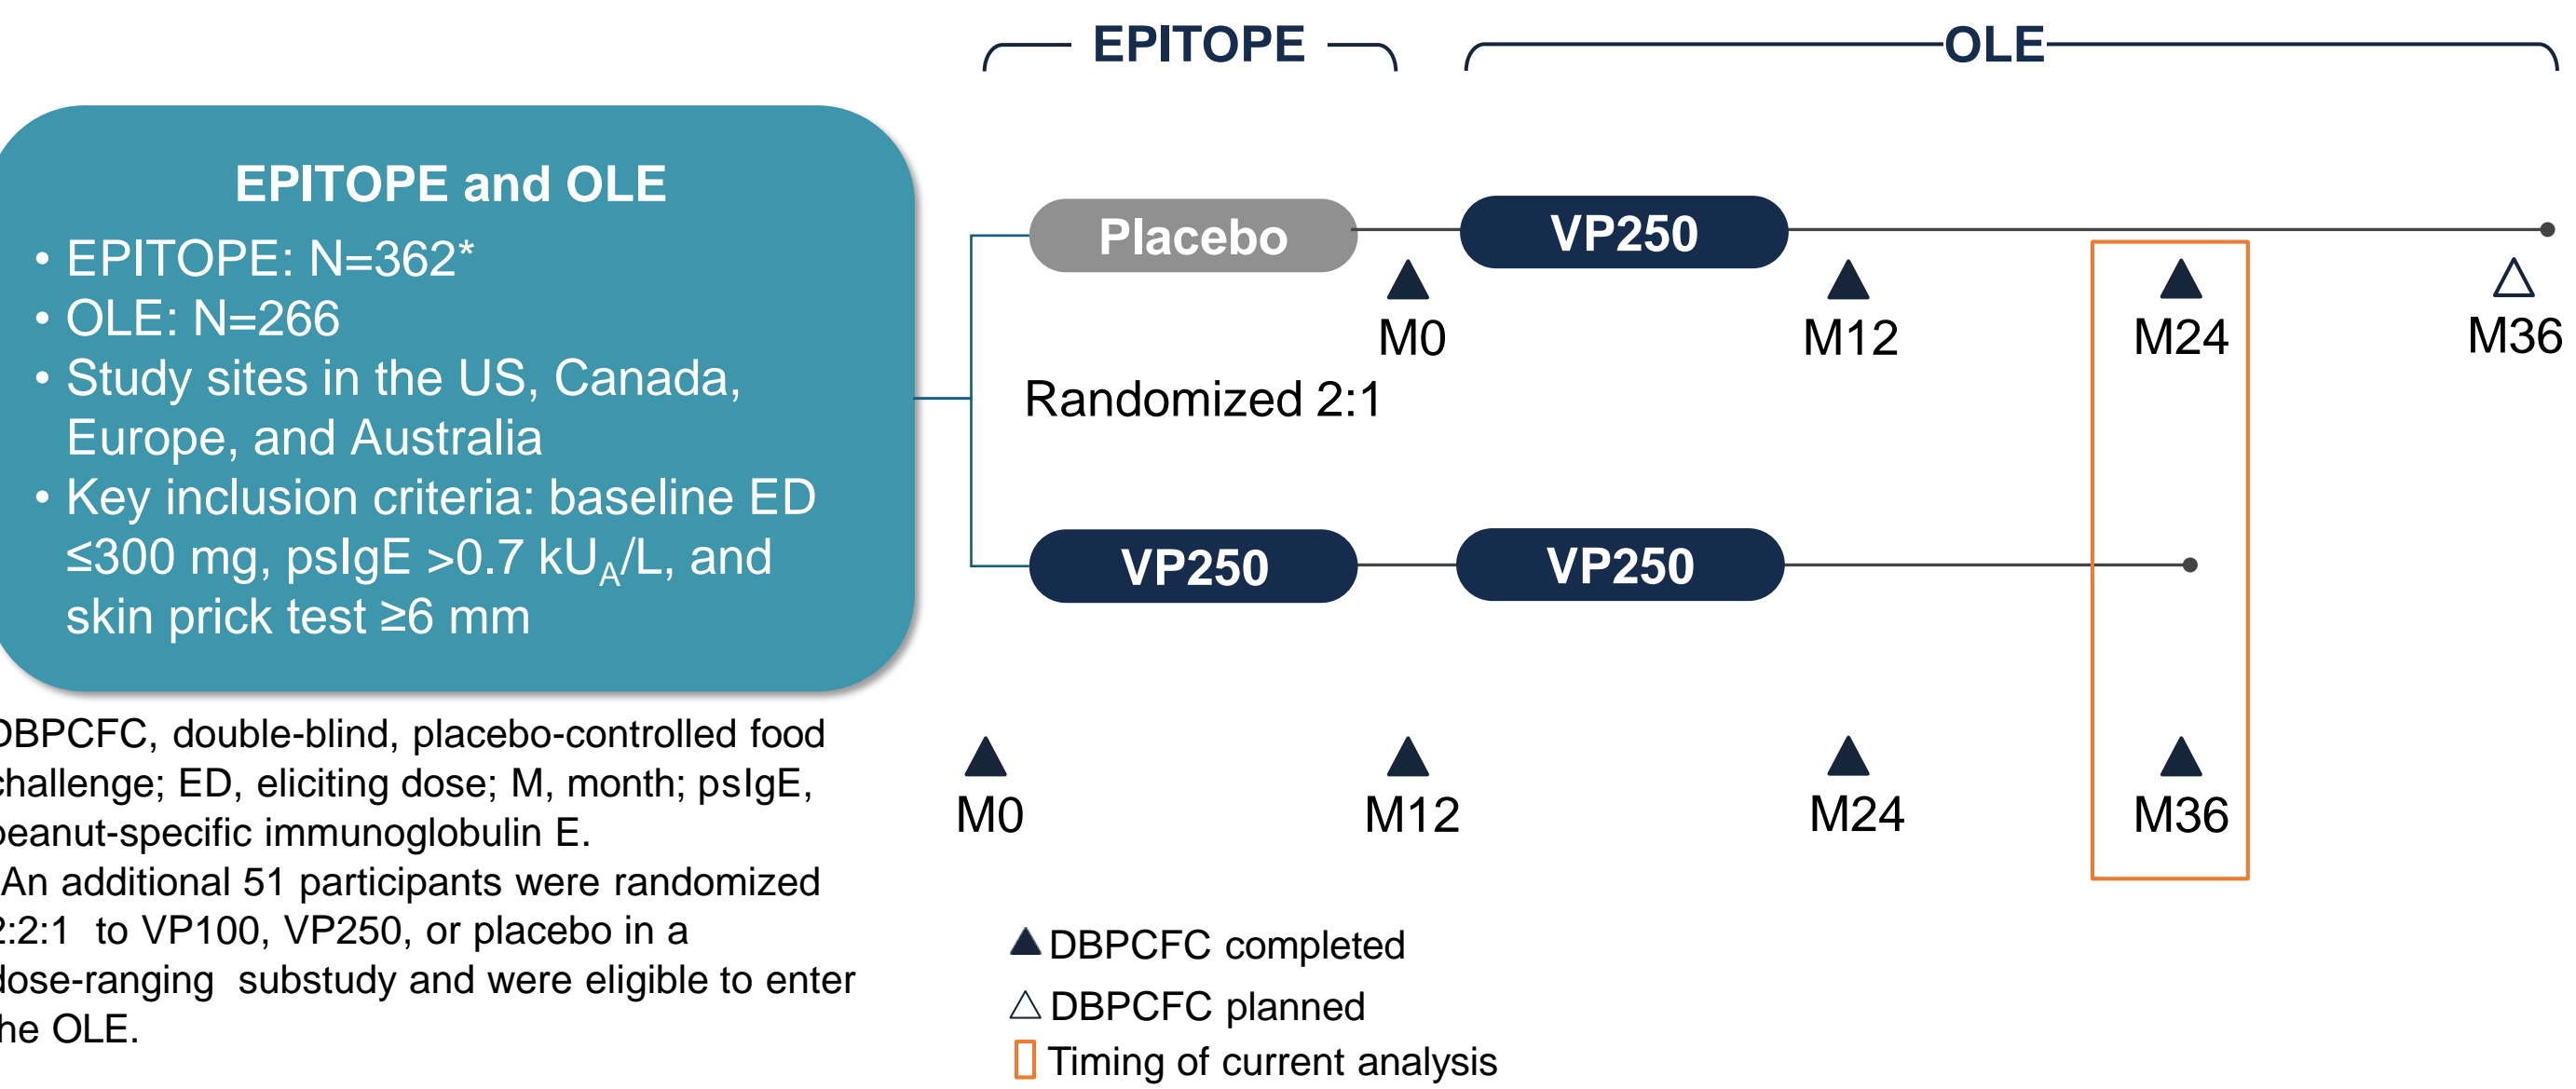 EPITOPE
OLE
EPITOPE and OLE
• EPITOPE: N=362*
• OLE: N=266
• Study sites in the US, Canada,
Europe, and Australia
• Key inclusion criteria: baseline ED
≤300 mg, psIgE >0.7 kU_A/L, and
skin prick test ≥6 mm
Placebo
VP250
M0
M12
M24
M36
Randomized 2:1
VP250
VP250
M0
M12
M24
M36
DBPCFC, double-blind, placebo-controlled food
challenge; ED, eliciting dose; M, month; psIgE,
peanut-specific immunoglobulin E.
An additional 51 participants were randomized
2:2:1 to VP100, VP250, or placebo in a
dose-ranging substudy and were eligible to enter
the OLE.
DBPCFC completed
DBPCFC planned
Timing of current analysis